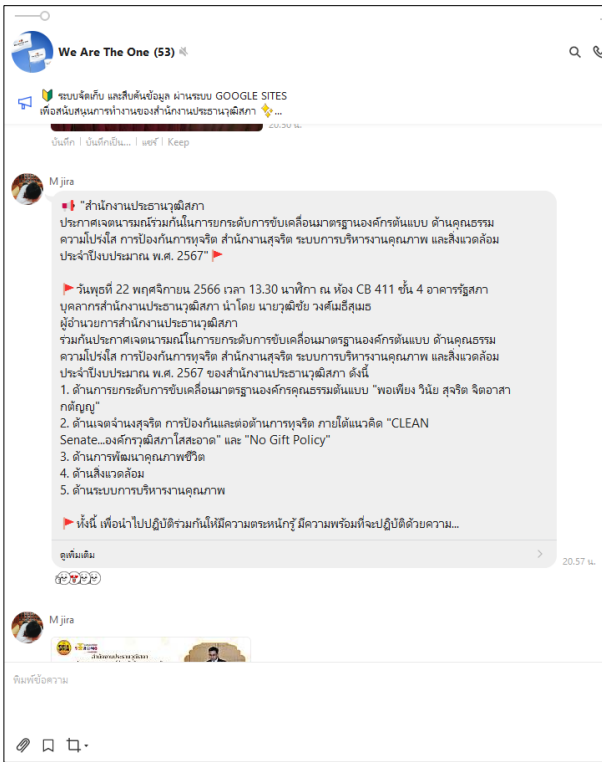 We Are The One (53)
ระบบจัดเก็บ และสืบค้นข้อมูล ผ่านระบบ GOOGLE SITES
เพื่อสนับสนุนการทำงานของสำนักงานประธานวุฒิสภา ✨...
20.50 น.
บันทึก | บันทึกเป็น... | แชร์ | Keep
M jira
"สำนักงานประธานวุฒิสภา
ประกาศเจตนารมณ์ร่วมกันในการยกระดับการขับเคลื่อนมาตรฐานองค์กรต้นแบบ ด้านคุณธรรม
ความโปร่งใส การป้องกันการทุจริต สำนักงานสุจริต ระบบการบริหารงานคุณภาพ และสิ่งแวดล้อม
ประจำปีงบประมาณ พ.ศ. 2567"🚩
🚩วันพุธที่ 22 พฤศจิกายน 2566 เวลา 13.30 นาฬิกา ณ ห้อง CB 411 ชั้น 4 อาคารรัฐสภา
บุคลากรสำนักงานประธานวุฒิสภา นำโดย นายวุฒิชัย วงศ์เมธีสุเมธ
ผู้อำนวยการสำนักงานประธานวุฒิสภา
ร่วมกันประกาศเจตนารมณ์ในการยกระดับการขับเคลื่อนมาตรฐานองค์กรต้นแบบ ด้านคุณธรรม
ความโปร่งใส การป้องกันการทุจริต สำนักงานสุจริต ระบบการบริหารงานคุณภาพ และสิ่งแวดล้อม
ประจำปีงบประมาณ พ.ศ. 2567 ของสำนักงานประธานวุฒิสภา ดังนี้
1. ด้านการยกระดับการขับเคลื่อนมาตรฐานองค์กรคุณธรรมต้นแบบ "พอเพียง วินัย สุจริต จิตอาสา
กตัญญู"
2. ด้านเจตจำนงสุจริต การป้องกันและต่อต้านการทุจริต ภายใต้แนวคิด "CLEAN
Senate...องค์กรวุฒิสภาใสสะอาด" และ "No Gift Policy"
3. ด้านการพัฒนาคุณภาพชีวิต
4. ด้านสิ่งแวดล้อม
5. ด้านระบบการบริหารงานคุณภาพ
🚩ทั้งนี้ เพื่อนำไปปฏิบัติร่วมกันให้มีความตระหนักรู้ มีความพร้อมที่จะปฏิบัติด้วยความ...
ดูเพิ่มเติม
20.57 น.
M jira
สำนักงานประธานวุฒิสภา
พิมพ์ข้อความ